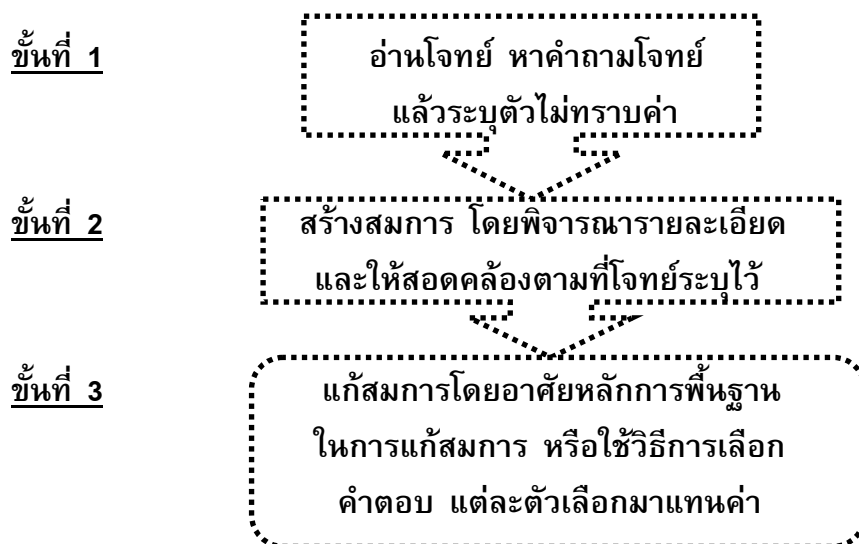 ขั้นที่ 1
อ่านโจทย์ หาคำถามโจทย์
แล้วระบุตัวไม่ทราบค่า
ขั้นที่ 2
สร้างสมการ โดยพิจารณารายละเอียด
และให้สอดคล้องตามที่โจทย์ระบุไว้
ขั้นที่ 3
แก้สมการโดยอาศัยหลักการพื้นฐาน
ในการแก้สมการ หรือใช้วิธีการเลือก
คำตอบ แต่ละตัวเลือกมาแทนค่า